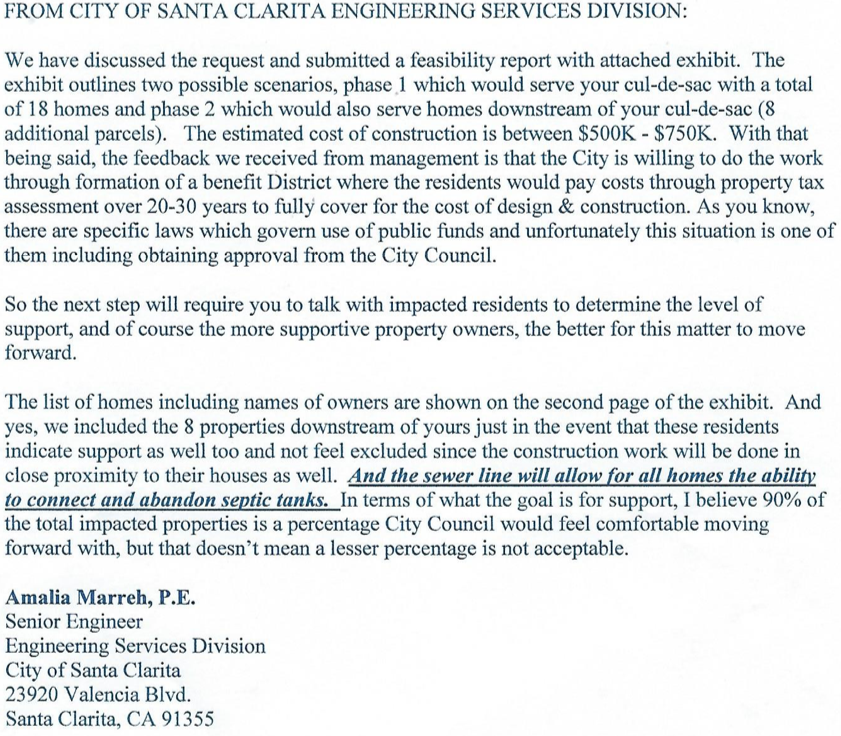 FROM CITY OF SANTA CLARITA ENGINEERING SERVICES DIVISION:
We have discussed the request and submitted a feasibility report with attached exhibit.  The
exhibit outlines two possible scenarios, phase 1 which would serve your cul-de-sac with a total
of 18 homes and phase 2 which would also serve homes downstream of your cul-de-sac (8
additional parcels).   The estimated cost of construction is between $500K - $750K.  With that
being said, the feedback we received from management is that the City is willing to do the work
through formation of a benefit District where the residents would pay costs through property tax
assessment over 20-30 years to fully cover for the cost of design & construction. As you know,
there are specific laws which govern use of public funds and unfortunately this situation is one of
them including obtaining approval from the City Council.
So the next step will require you to talk with impacted residents to determine the level of
support, and of course the more supportive property owners, the better for this matter to move
forward.
The list of homes including names of owners are shown on the second page of the exhibit.  And
yes, we included the 8 properties downstream of yours just in the event that these residents
indicate support as well too and not feel excluded since the construction work will be done in
close proximity to their houses as well.  And the sewer line will allow for all homes the ability
to connect and abandon septic tanks.  In terms of what the goal is for support, I believe 90% of
the total impacted properties is a percentage City Council would feel comfortable moving
forward with, but that doesn't mean a lesser percentage is not acceptable.
Amalia Marreh, P.E.
Senior Engineer
Engineering Services Division
City of Santa Clarita
23920 Valencia Blvd.
Santa Clarita, CA 91355